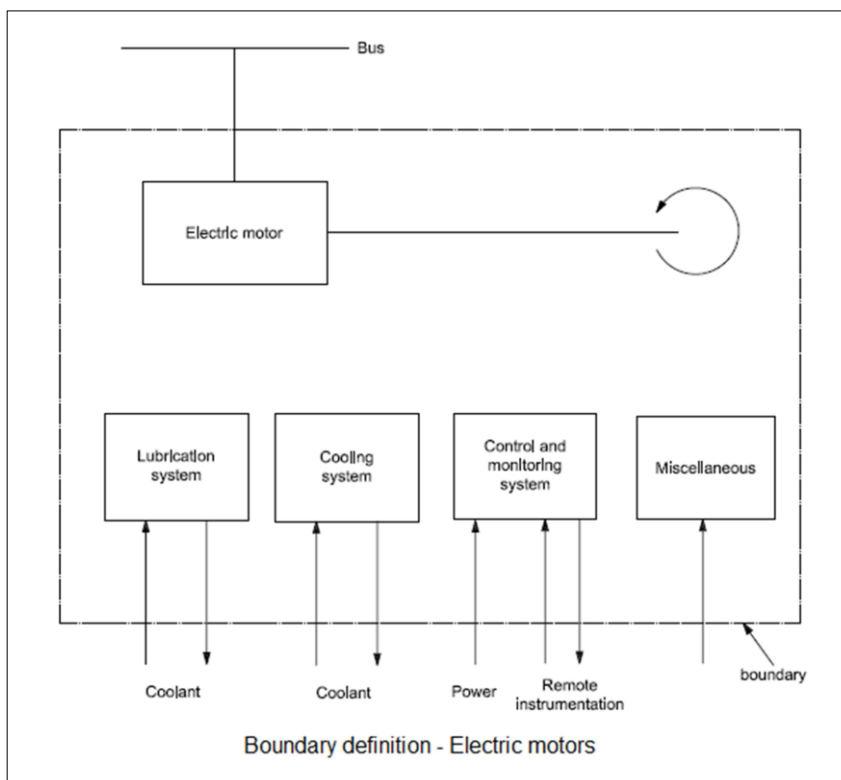 Bus
Electric motor
Lubrication
system
Cooling
system
Control and
monitoring
system
Miscellaneous
boundary
Coolant
Coolant
Power
Remote
instrumentation
Boundary definition - Electric motors